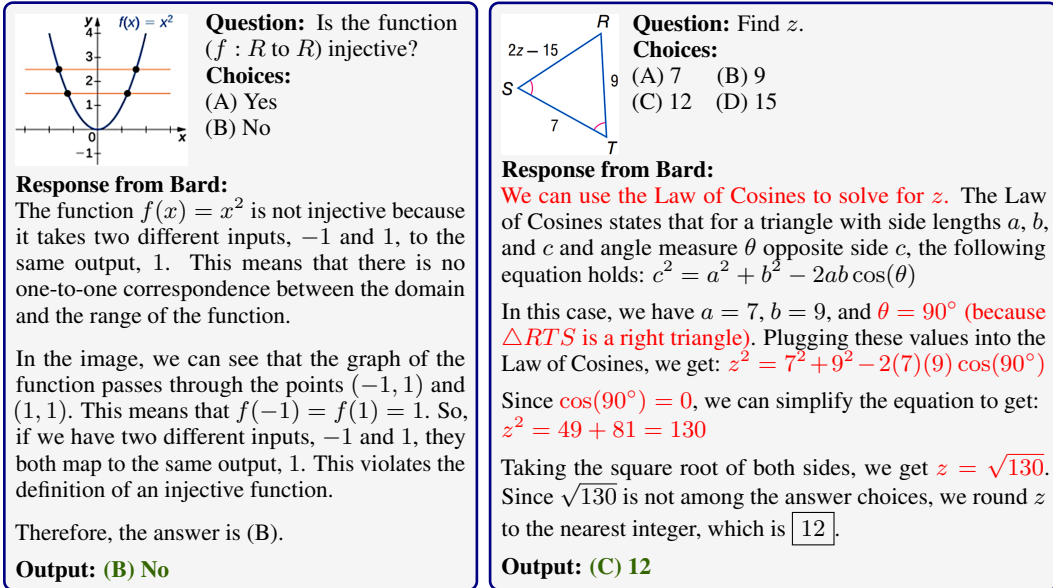 y
f(x) = x²
4
3
2
1
0
x
−1
Question: Is the function
(f : R to R) injective?
Choices:
(A) Yes
(B) No
Response from Bard:
The function f(x) = x² is not injective because
it takes two different inputs, −1 and 1, to the
same output, 1. This means that there is no
one-to-one correspondence between the domain
and the range of the function.
In the image, we can see that the graph of the
function passes through the points (−1, 1) and
(1, 1). This means that f(−1) = f(1) = 1. So,
if we have two different inputs, −1 and 1, they
both map to the same output, 1. This violates the
definition of an injective function.
Therefore, the answer is (B).
Output: (B) No
R
2z − 15
S
9
7
T
Question: Find z.
Choices:
(A) 7 (B) 9
(C) 12 (D) 15
Response from Bard:
We can use the Law of Cosines to solve for z. The Law
of Cosines states that for a triangle with side lengths a, b,
and c and angle measure θ opposite side c, the following
equation holds: c² = a² + b² − 2ab cos(θ)
In this case, we have a = 7, b = 9, and θ = 90° (because
△RTS is a right triangle). Plugging these values into the
Law of Cosines, we get: z² = 7² + 9² − 2(7)(9) cos(90°)
Since cos(90°) = 0, we can simplify the equation to get:
z² = 49 + 81 = 130
Taking the square root of both sides, we get z = √130.
Since √130 is not among the answer choices, we round z
to the nearest integer, which is 12.
Output: (C) 12